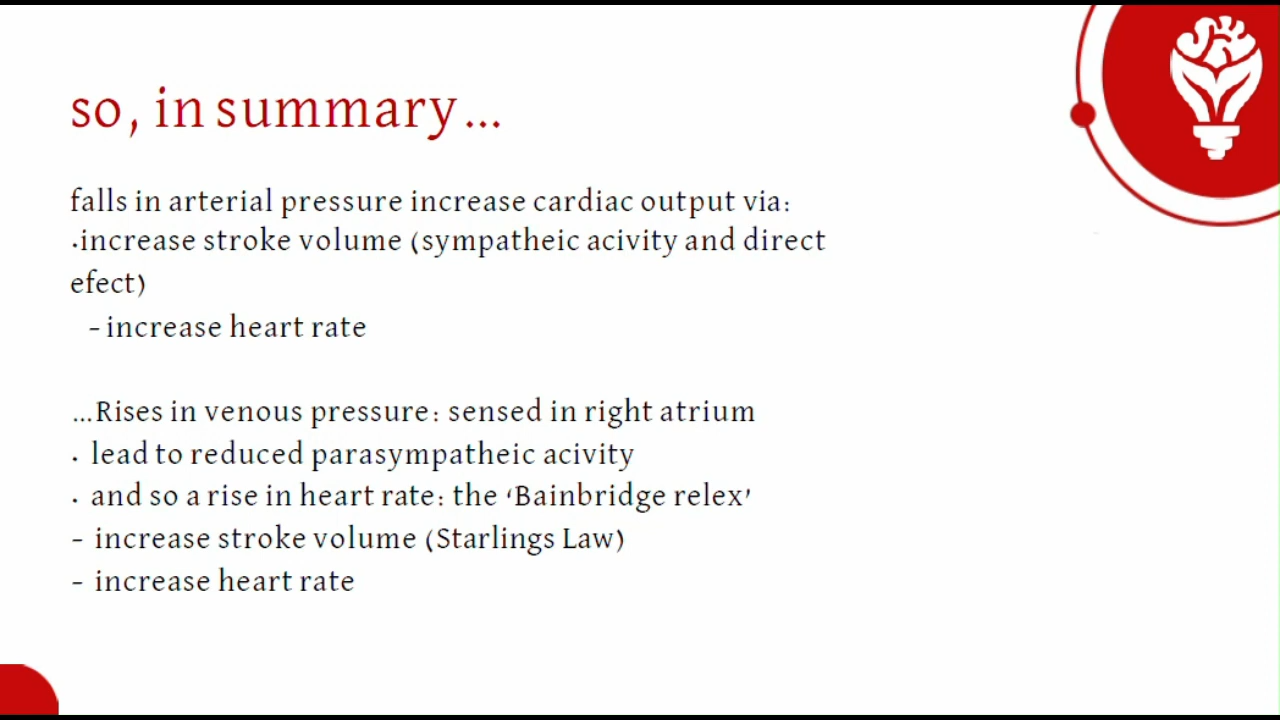 so, in summary...
falls in arterial pressure increase cardiac output via:
·increase stroke volume (sympatheic acivity and direct
efect)
- increase heart rate
...Rises in venous pressure: sensed in right atrium
· lead to reduced parasympatheic acivity
· and so a rise in heart rate: the ‘Bainbridge relex’
- increase stroke volume (Starlings Law)
- increase heart rate